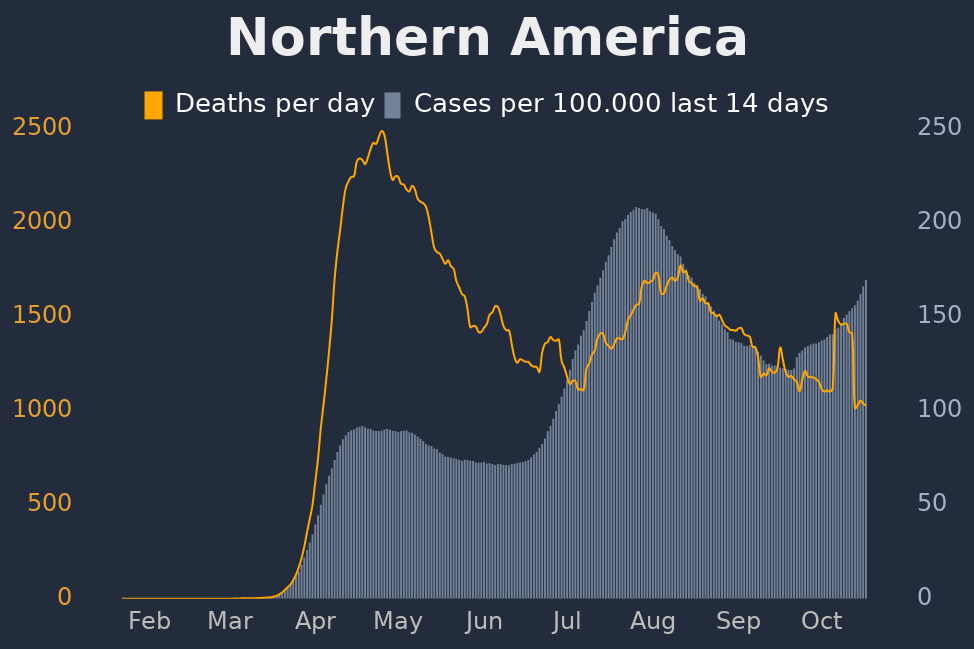 Northern America
Deaths per day Cases per 100.000 last 14 days
2500 250
2000 200
1500 150
1000 100
500 50
0 0
Feb Mar Apr May Jun Jul Aug Sep Oct